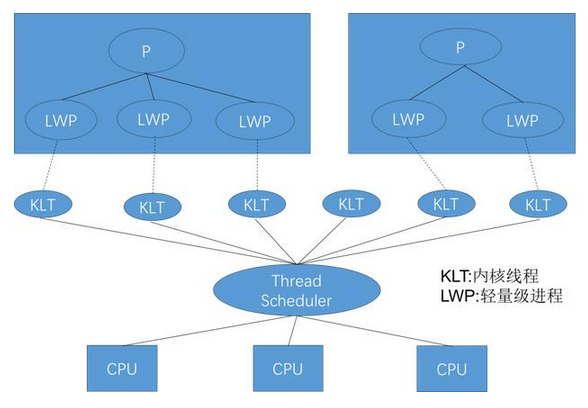 P
P
LWP
LWP
LWP
LWP
LWP
KLT
KLT
KLT
KLT
KLT
KLT
Thread
Scheduler
KLT:内核线程
LWP:轻量级进程
CPU
CPU
CPU